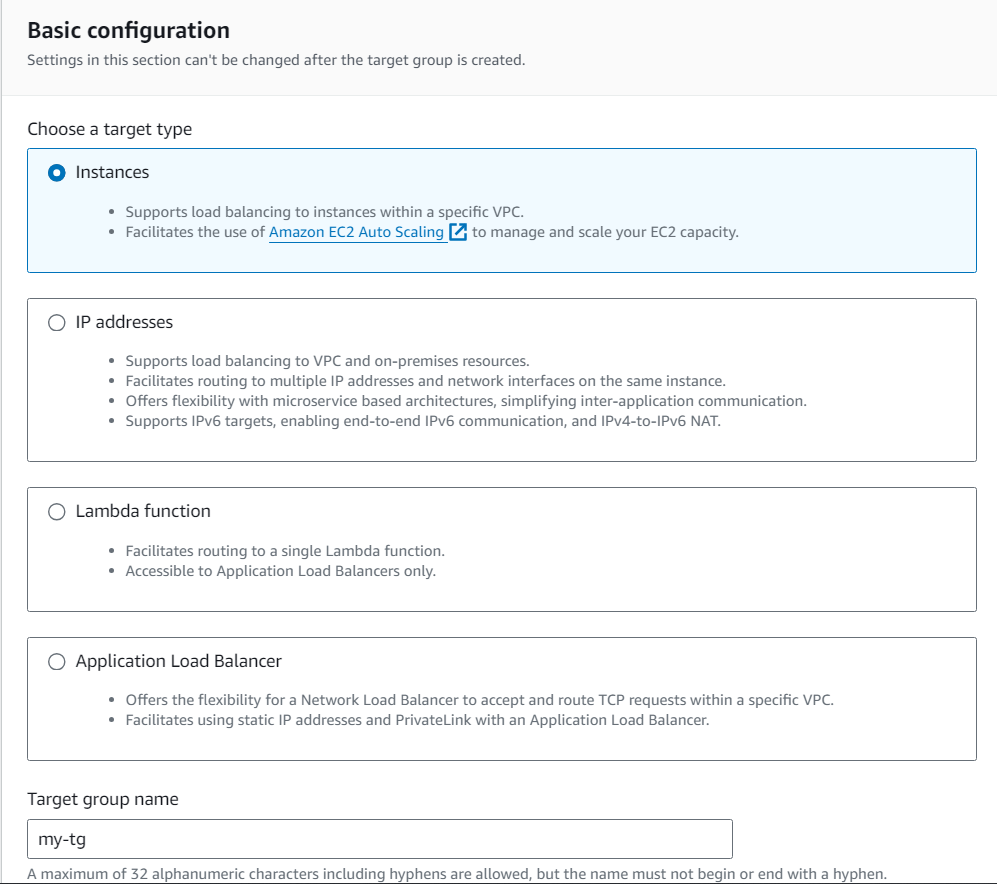 Basic configuration
Settings in this section can't be changed after the target group is created.
Choose a target type
Instances
• Supports load balancing to instances within a specific VPC.
• Facilitates the use of Amazon EC2 Auto Scaling to manage and scale your EC2 capacity.
IP addresses
• Supports load balancing to VPC and on-premises resources.
• Facilitates routing to multiple IP addresses and network interfaces on the same instance.
• Offers flexibility with microservice based architectures, simplifying inter-application communication.
• Supports IPv6 targets, enabling end-to-end IPv6 communication, and IPv4-to-IPv6 NAT.
Lambda function
• Facilitates routing to a single Lambda function.
• Accessible to Application Load Balancers only.
Application Load Balancer
• Offers the flexibility for a Network Load Balancer to accept and route TCP requests within a specific VPC.
• Facilitates using static IP addresses and PrivateLink with an Application Load Balancer.
Target group name
my-tg
A maximum of 32 alphanumeric characters including hyphens are allowed, but the name must not begin or end with a hyphen.